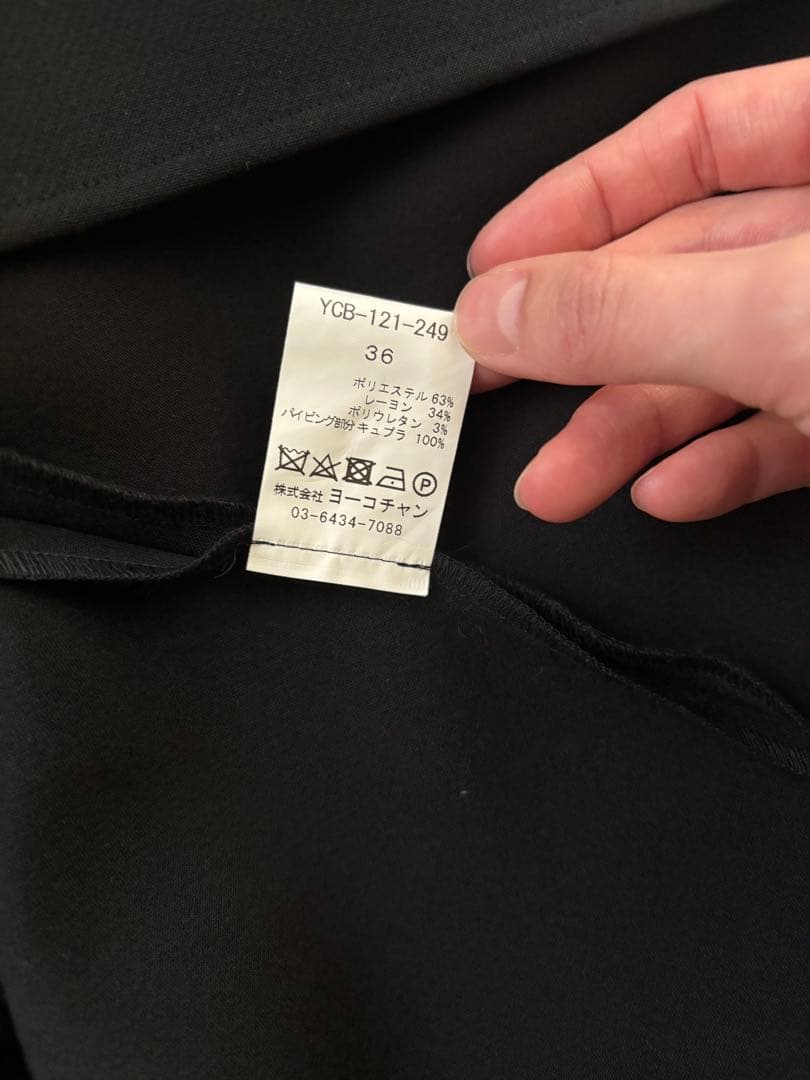 YCB-121-249
36
ポリエステル 63%
レーヨン 34%
ポリウレタン 3%
パイピング部分 キュプラ 100%
P
株式会社 ヨーコチャン
03-6434-7088